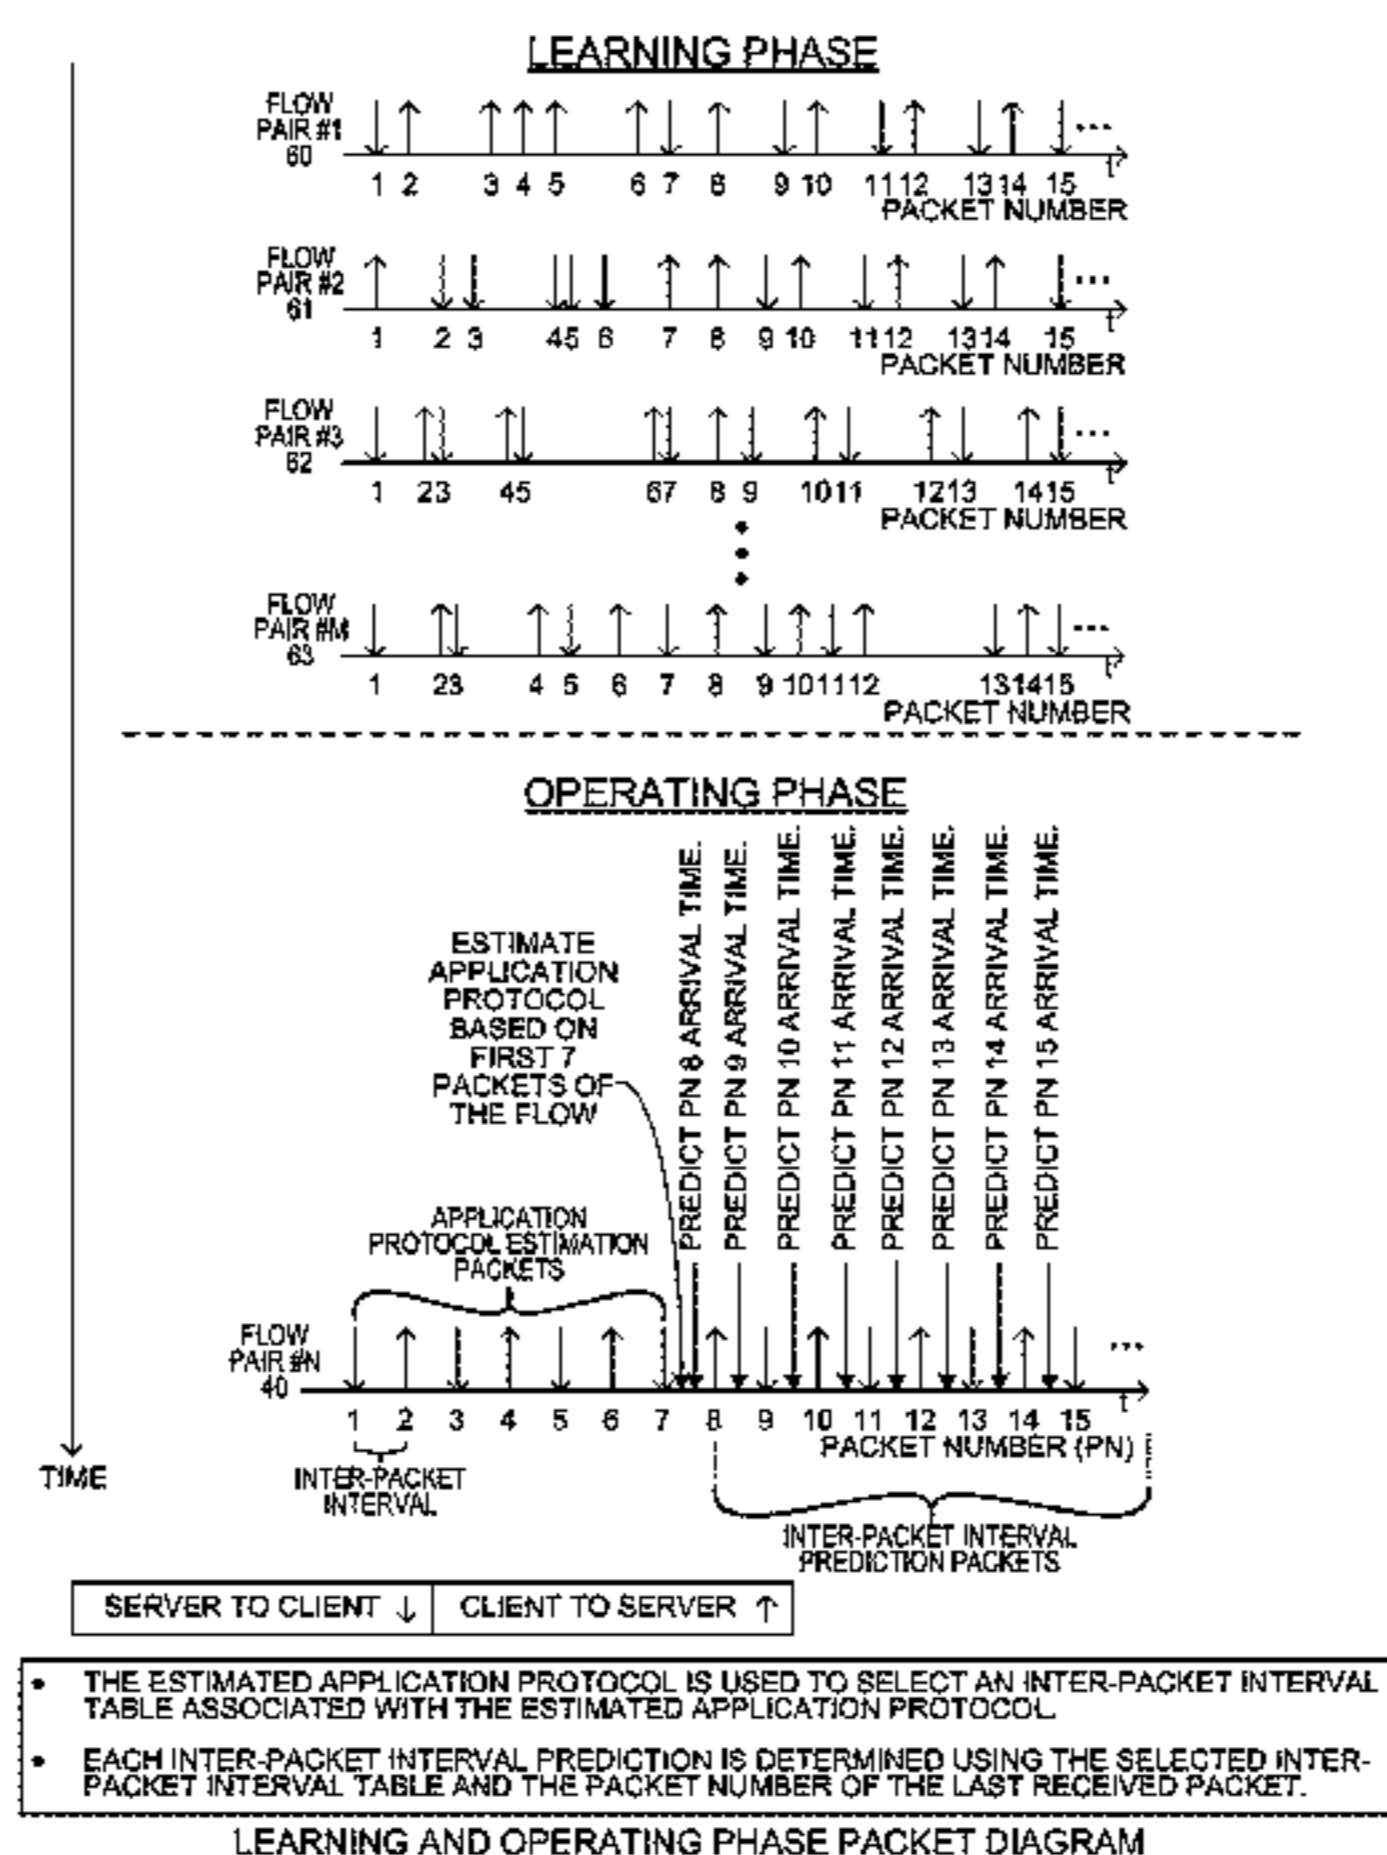 LEARNING PHASE
FLOW
PAIR #1
60
1 2 3 4 5 6 7 8 9 10 11 12 13 14 15
t
PACKET NUMBER
FLOW
PAIR #2
61
1 2 3 4 5 6 7 8 9 10 11 12 13 14 15
t
PACKET NUMBER
FLOW
PAIR #3
62
1 2 3 4 5 6 7 8 9 10 11 12 13 14 15
t
PACKET NUMBER
FLOW
PAIR #M
63
1 2 3 4 5 6 7 8 9 10 11 12 13 14 15
t
PACKET NUMBER
OPERATING PHASE
PREDICT PN 8 ARRIVAL TIME.
PREDICT PN 9 ARRIVAL TIME.
PREDICT PN 10 ARRIVAL TIME.
PREDICT PN 11 ARRIVAL TIME.
PREDICT PN 12 ARRIVAL TIME.
PREDICT PN 13 ARRIVAL TIME.
PREDICT PN 14 ARRIVAL TIME.
PREDICT PN 15 ARRIVAL TIME.
ESTIMATE
APPLICATION
PROTOCOL
BASED ON
FIRST 7
PACKETS OF
THE FLOW
APPLICATION
PROTOCOL ESTIMATION
PACKETS
FLOW
PAIR #N
40
t
1 2 3 4 5 6 7 8 9 10 11 12 13 14 15
PACKET NUMBER (PN)
TIME
INTER-PACKET
INTERVAL
INTER-PACKET INTERVAL
PREDICTION PACKETS
SERVER TO CLIENT ↓ CLIENT TO SERVER ↑
• THE ESTIMATED APPLICATION PROTOCOL IS USED TO SELECT AN INTER-PACKET INTERVAL
TABLE ASSOCIATED WITH THE ESTIMATED APPLICATION PROTOCOL.
• EACH INTER-PACKET INTERVAL PREDICTION IS DETERMINED USING THE SELECTED INTER-
PACKET INTERVAL TABLE AND THE PACKET NUMBER OF THE LAST RECEIVED PACKET.
LEARNING AND OPERATING PHASE PACKET DIAGRAM